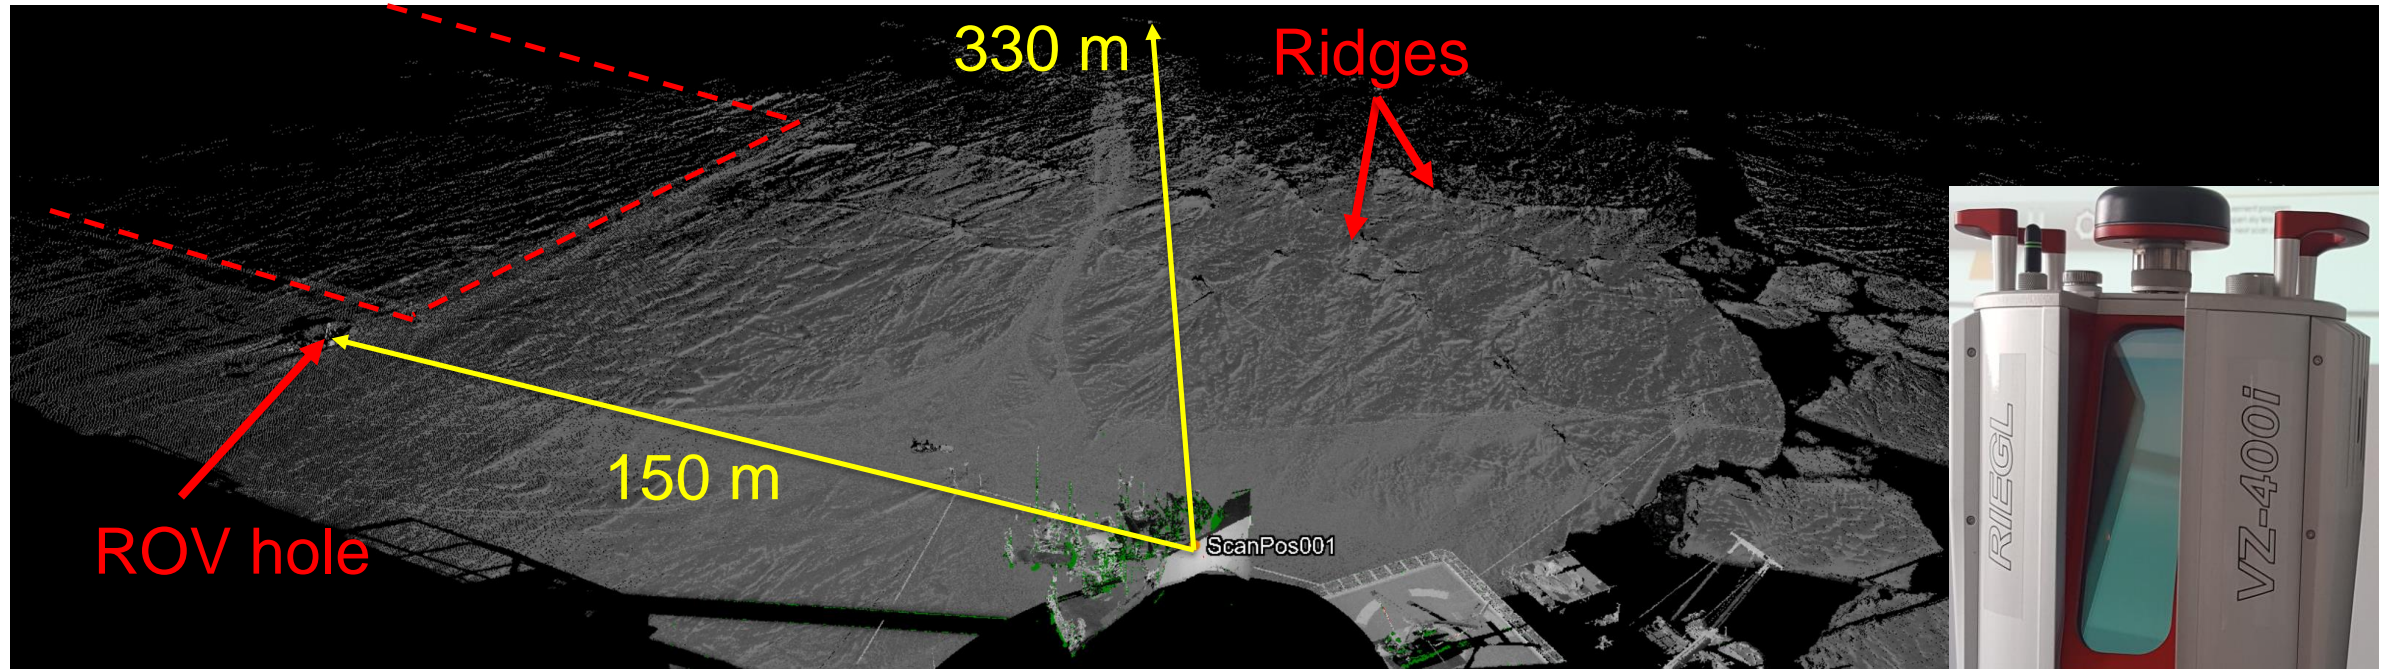 330 m
Ridges
150 m
ROV hole
ScanPos001
RIEGL
VZ-400i